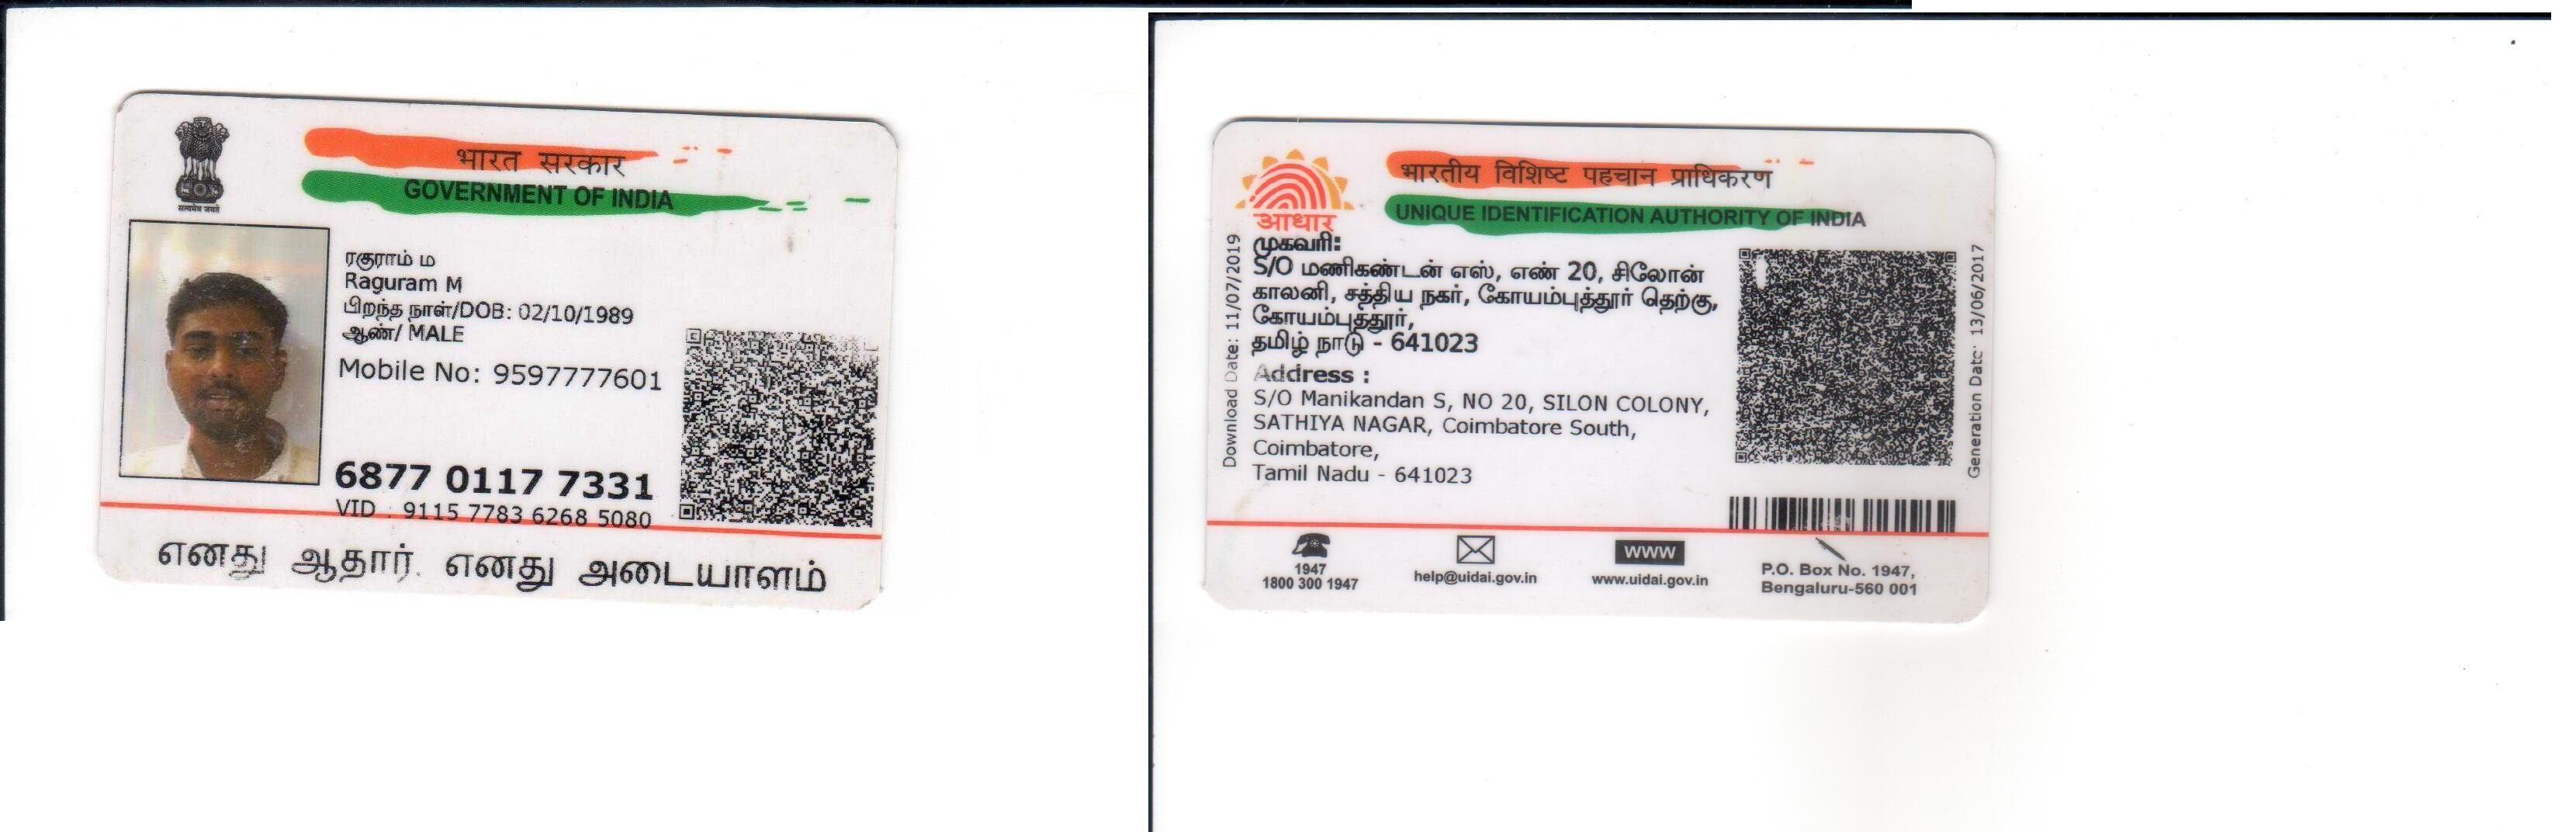 भारत सरकार
GOVERNMENT OF INDIA
सत्यमेव जयते
ரகுராம் ம
Raguram M
பிறந்த நாள்/DOB: 02/10/1989
ஆண்/ MALE
Mobile No: 9597777601
6877 0117 7331
VID : 9115 7783 6268 5080
எனது ஆதார். எனது அடையாளம்
भारतीय विशिष्ट पहचान प्राधिकरण
UNIQUE IDENTIFICATION AUTHORITY OF INDIA
आधार
Download Date: 11/07/2019
முகவரி:
S/O மணிகண்டன் எஸ், எண் 20, சிலோன்
காலனி, சத்திய நகர், கோயம்புத்தூர் தெற்கு,
கோயம்புத்தூர்,
தமிழ் நாடு - 641023
Address :
S/O Manikandan S, NO 20, SILON COLONY,
SATHIYA NAGAR, Coimbatore South,
Coimbatore,
Tamil Nadu - 641023
Generation Date: 13/06/2017
1947
1800 300 1947
help@uidai.gov.in
www
www.uidai.gov.in
P.O. Box No. 1947,
Bengaluru-560 001